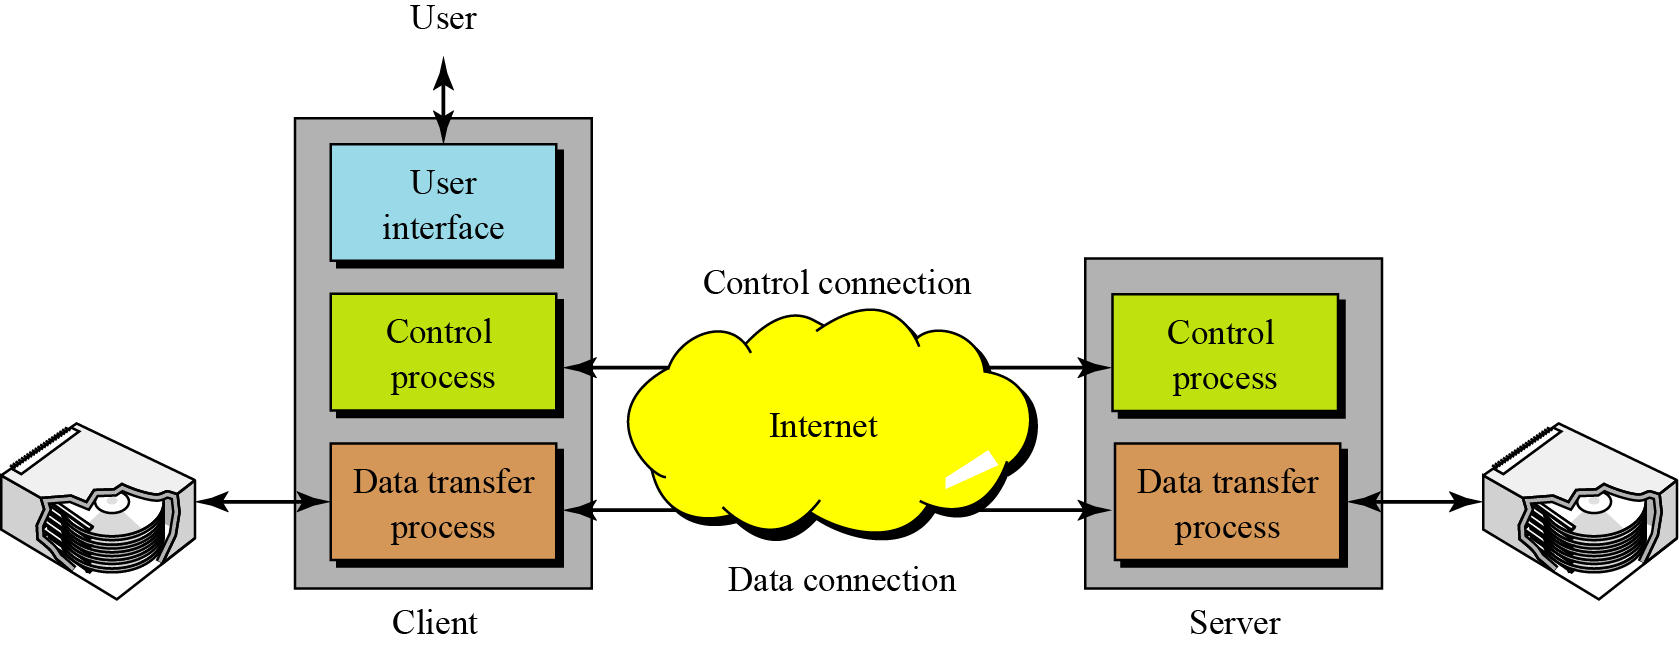 User
User
interface
Control connection
Control
process
Control
process
Internet
Data transfer
process
Data transfer
process
Data connection
Client
Server